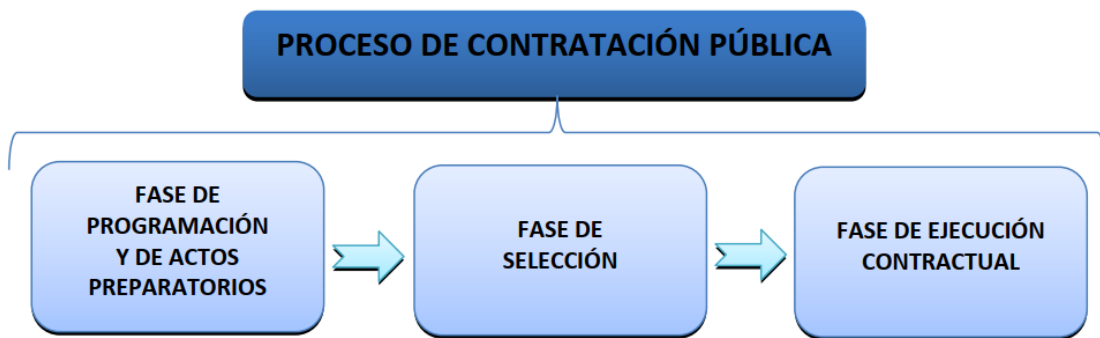 PROCESO DE CONTRATACIÓN PÚBLICA
FASE DE
PROGRAMACIÓN
Y DE ACTOS
PREPARATORIOS
FASE DE
SELECCIÓN
FASE DE EJECUCIÓN
CONTRACTUAL